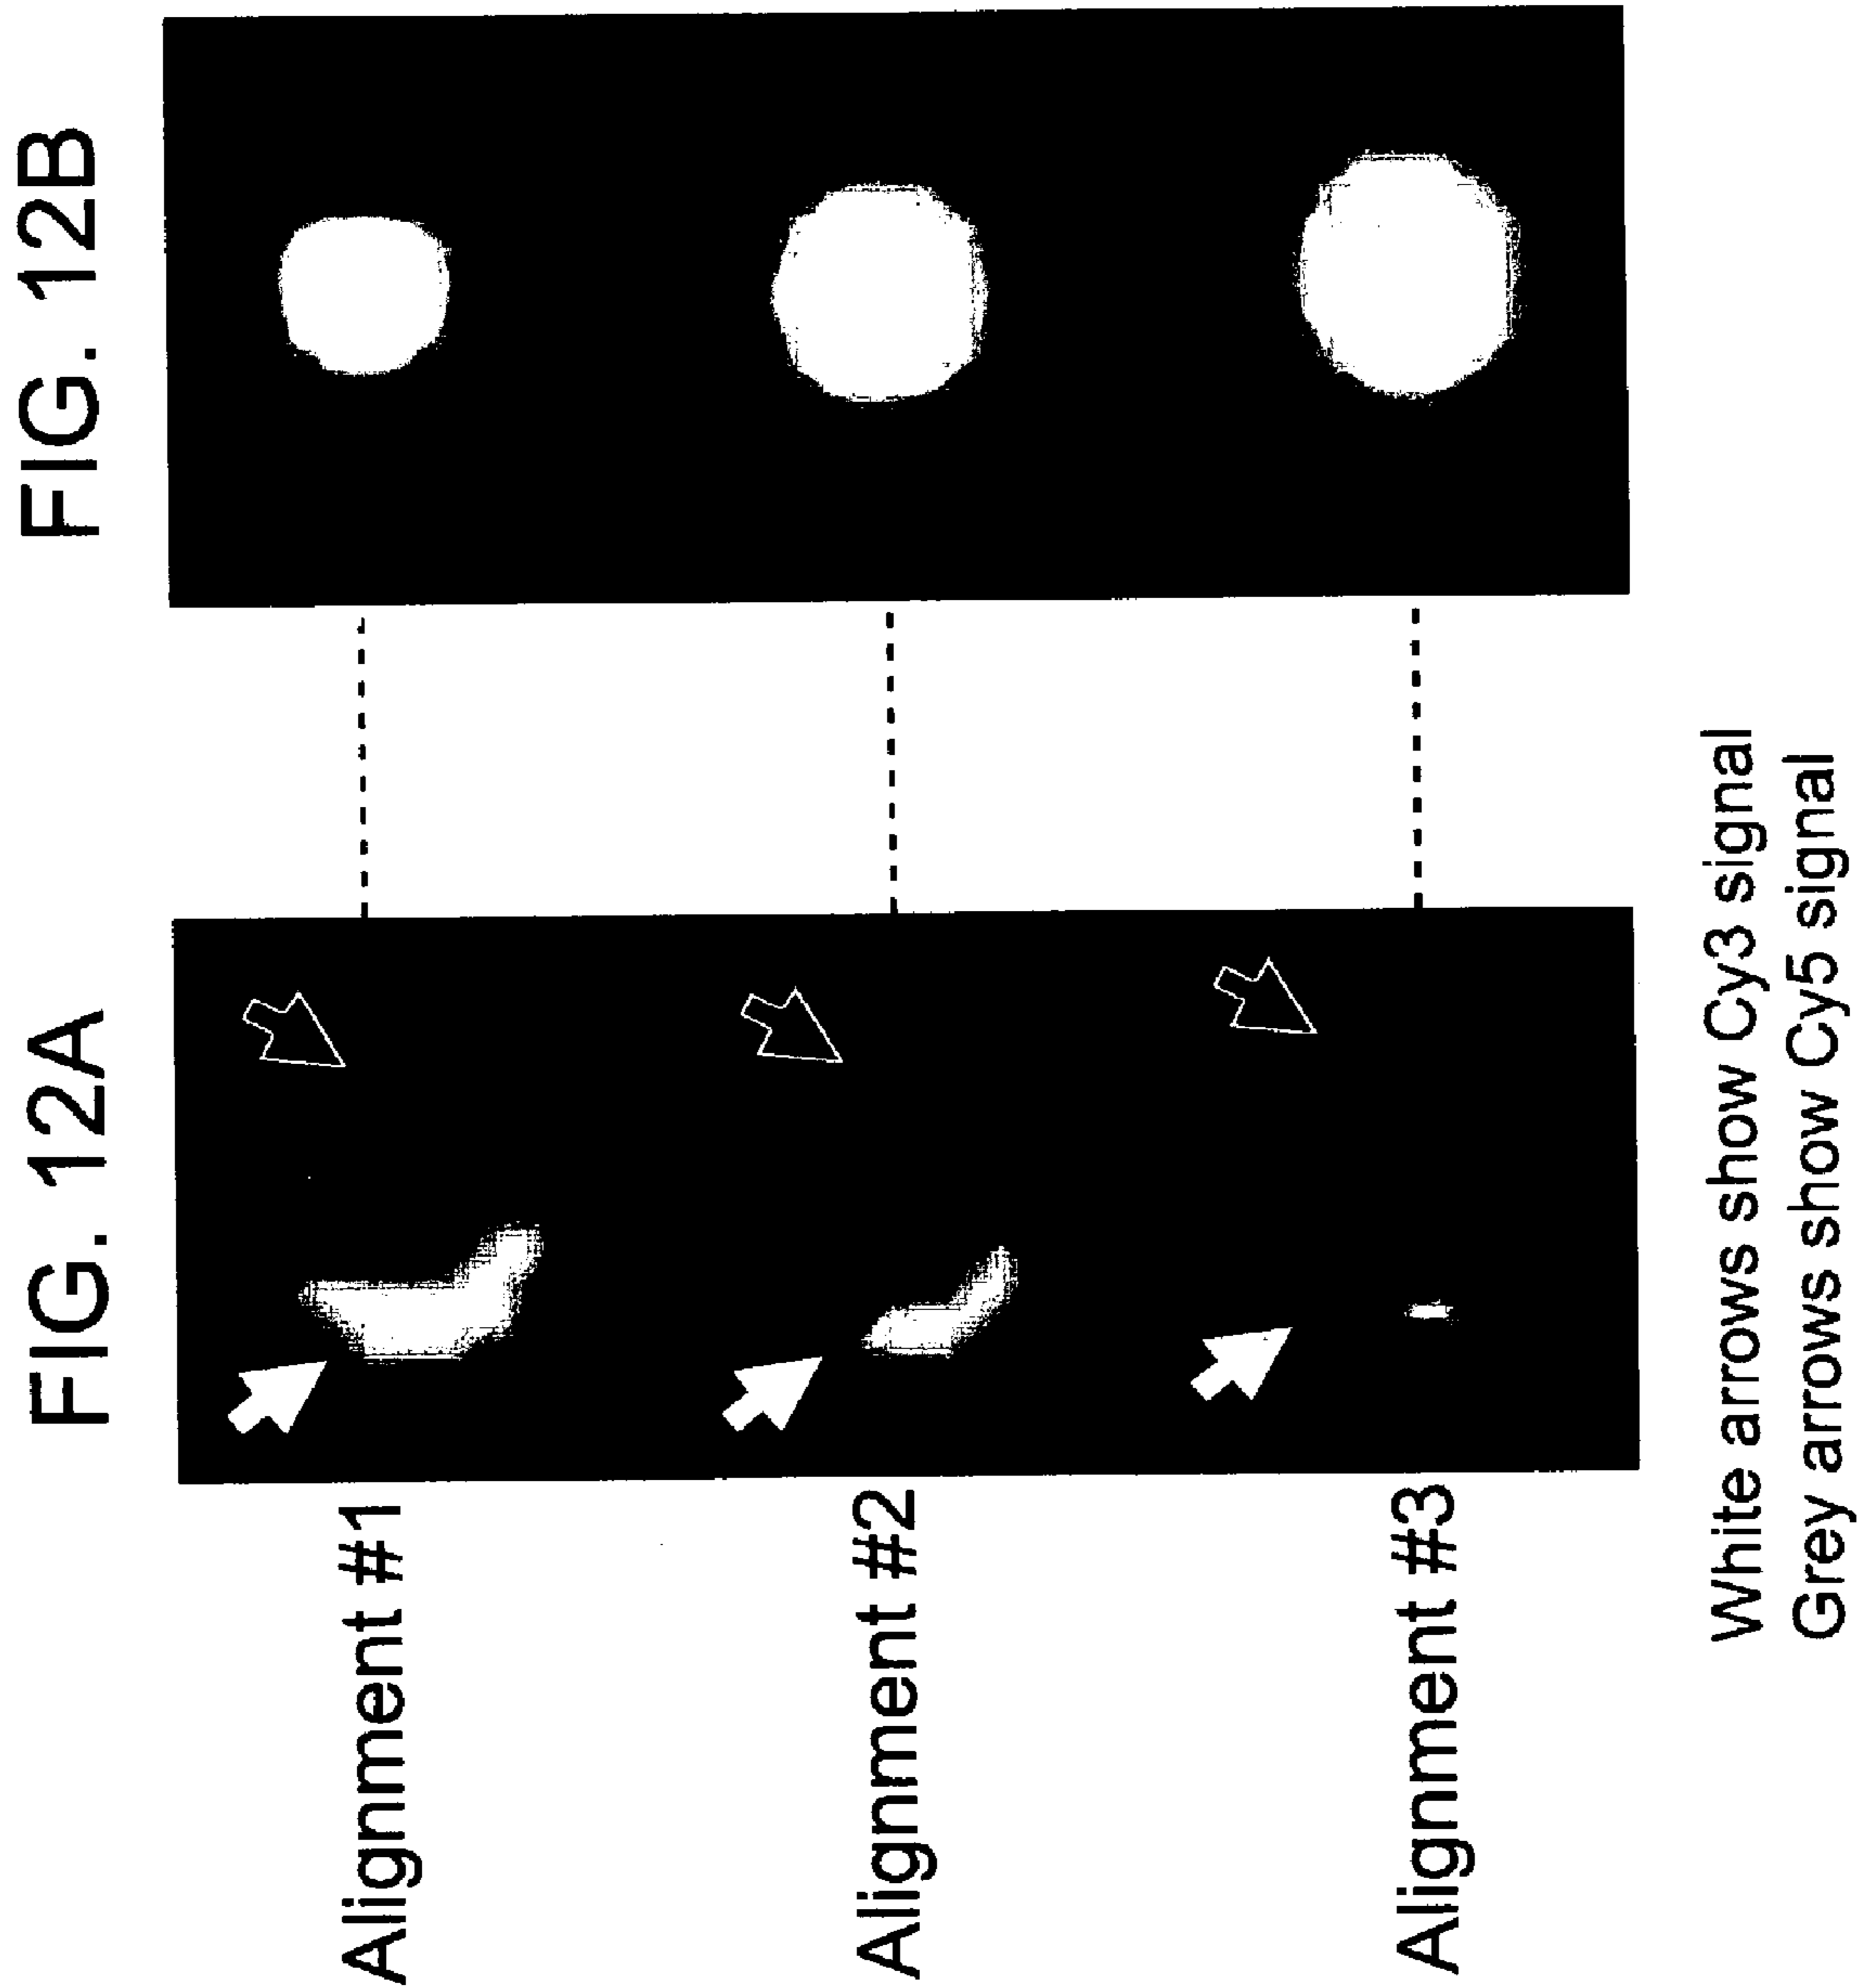 FIG. 12A
FIG. 12B
Alignment #1
Alignment #2
Alignment #3
White arrows show Cy3 signal
Grey arrows show Cy5 signal